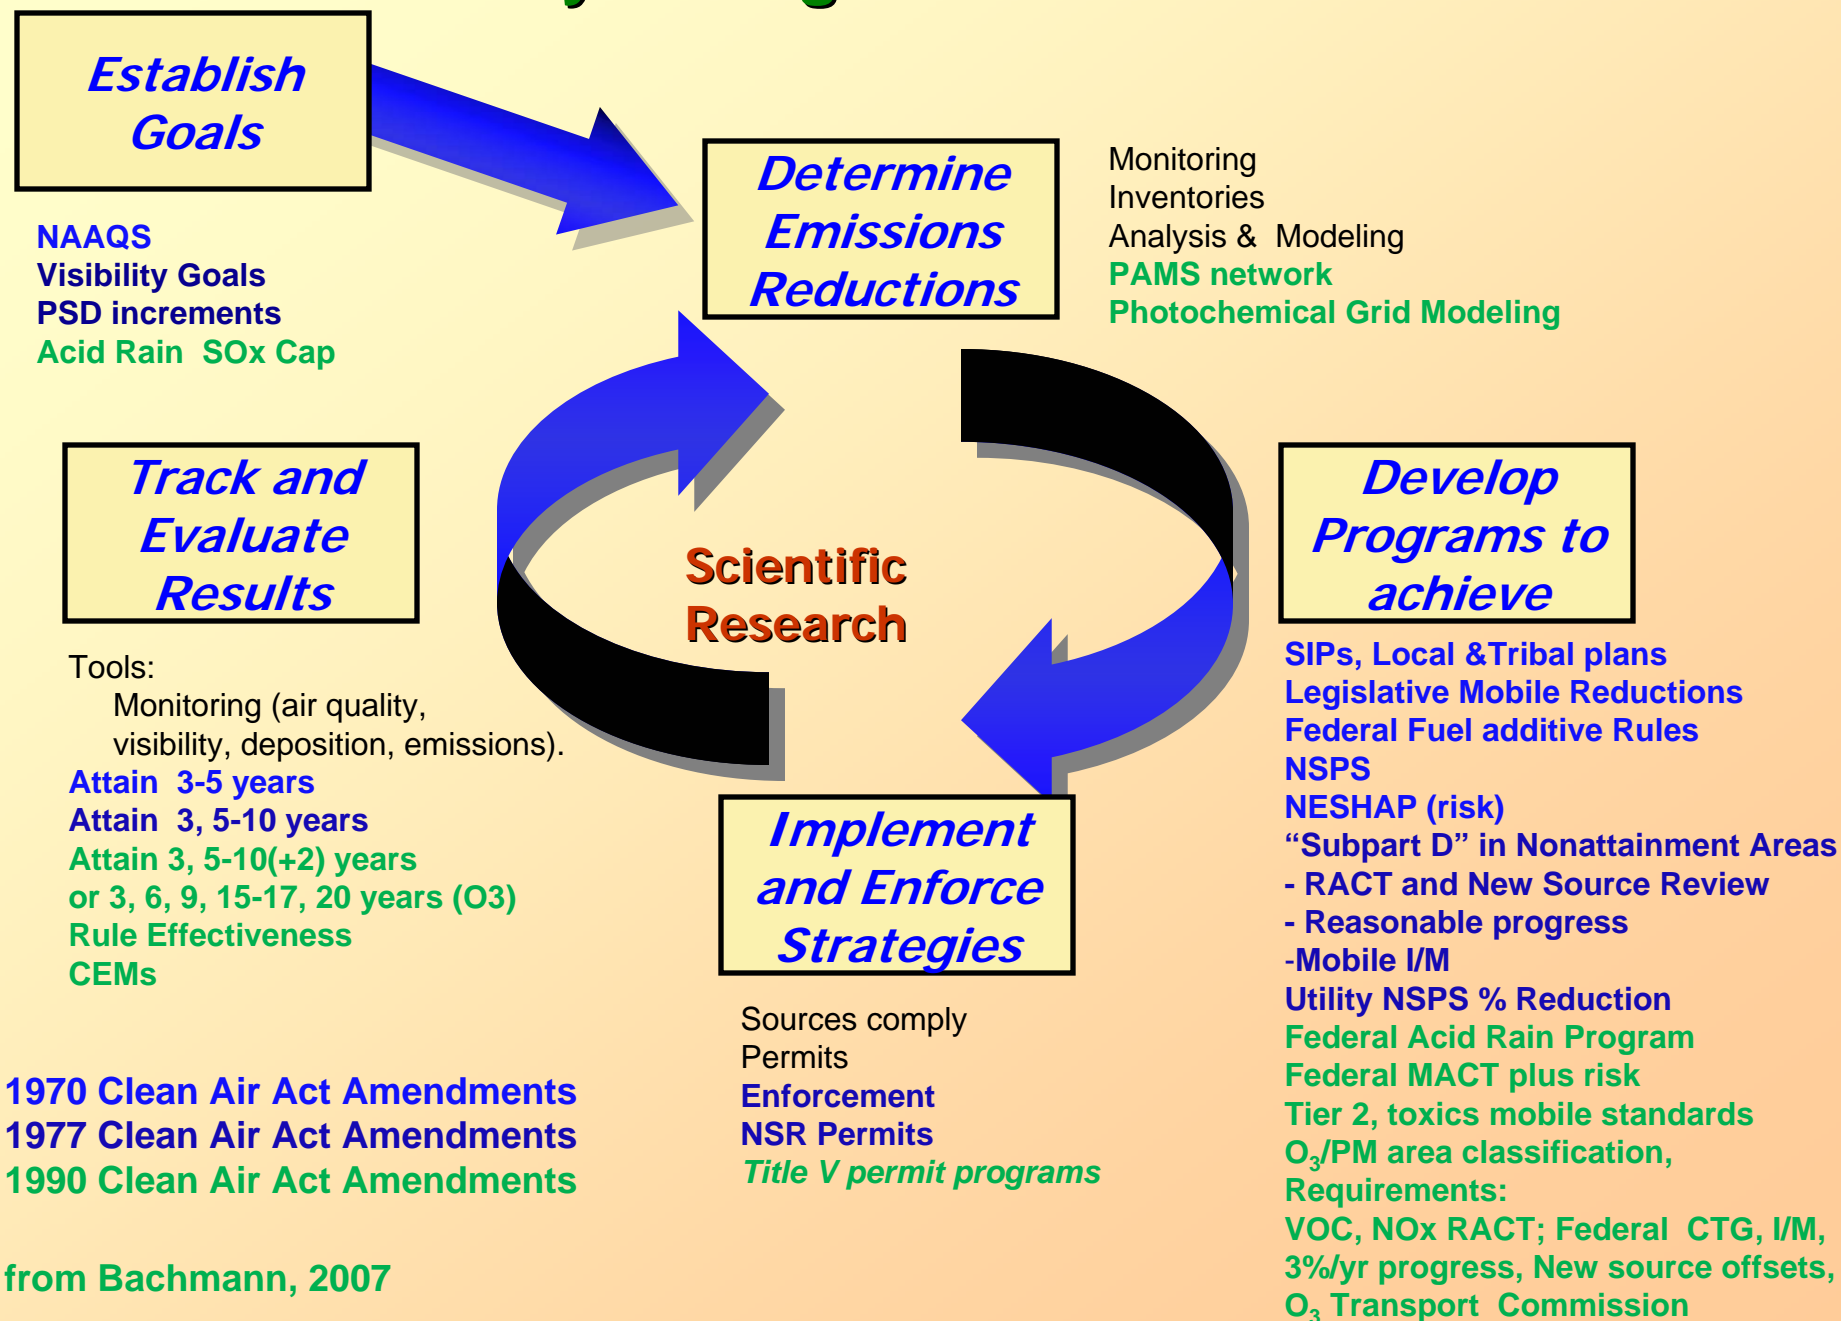 Establish
Goals
NAAQS
Visibility Goals
PSD increments
Acid Rain SOx Cap
Determine
Emissions
Reductions
Monitoring
Inventories
Analysis & Modeling
PAMS network
Photochemical Grid Modeling
Develop
Programs to
achieve
SIPs, Local &Tribal plans
Legislative Mobile Reductions
Federal Fuel additive Rules
NSPS
NESHAP (risk)
“Subpart D” in Nonattainment Areas
- RACT and New Source Review
- Reasonable progress
-Mobile I/M
Utility NSPS % Reduction
Federal Acid Rain Program
Federal MACT plus risk
Tier 2, toxics mobile standards
O₃/PM area classification,
Requirements:
VOC, NOx RACT; Federal CTG, I/M,
3%/yr progress, New source offsets,
O₃ Transport Commission
Implement
and Enforce
Strategies
Sources comply
Permits
Enforcement
NSR Permits
Title V permit programs
Track and
Evaluate
Results
Tools:
Monitoring (air quality,
visibility, deposition, emissions).
Attain 3-5 years
Attain 3, 5-10 years
Attain 3, 5-10(+2) years
or 3, 6, 9, 15-17, 20 years (O3)
Rule Effectiveness
CEMs
Scientific
Research
1970 Clean Air Act Amendments
1977 Clean Air Act Amendments
1990 Clean Air Act Amendments
from Bachmann, 2007